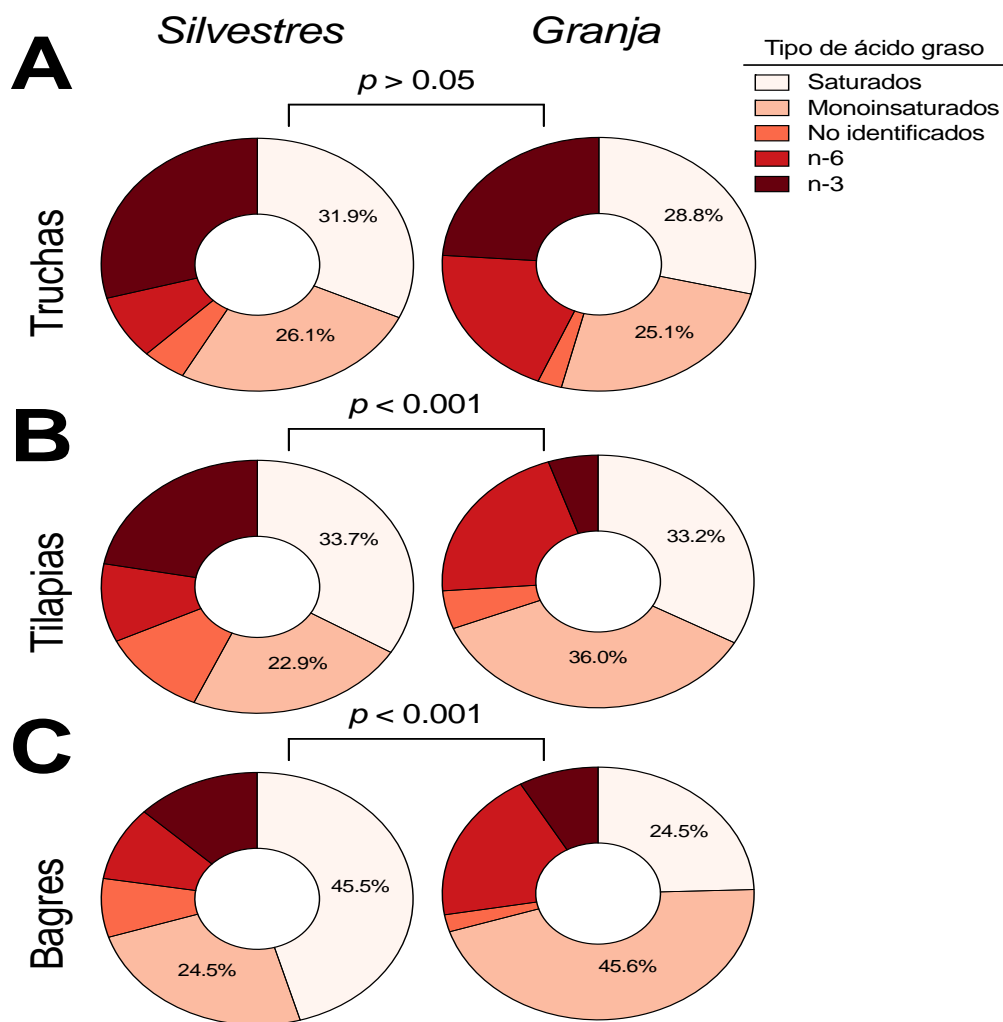 Silvestres
Granja
Tipo de ácido graso
Saturados
Monoinsaturados
No identificados
n-6
n-3
A
p > 0.05
Truchas
31.9%
26.1%
28.8%
25.1%
B
p < 0.001
Tilapias
33.7%
22.9%
33.2%
36.0%
C
p < 0.001
Bagres
45.5%
24.5%
24.5%
45.6%